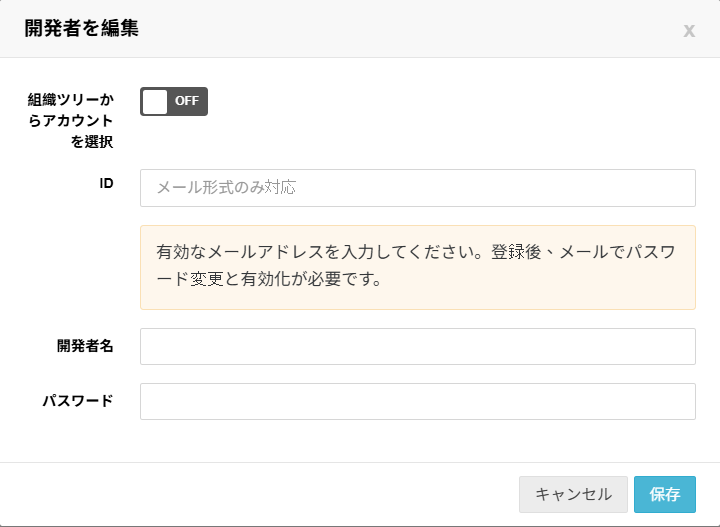 開発者を編集
x
組織ツリーか
らアカウント
を選択
OFF
ID
メール形式のみ対応
有効なメールアドレスを入力してください。登録後、メールでパスワ
ード変更と有効化が必要です。
開発者名
パスワード
キャンセル
保存